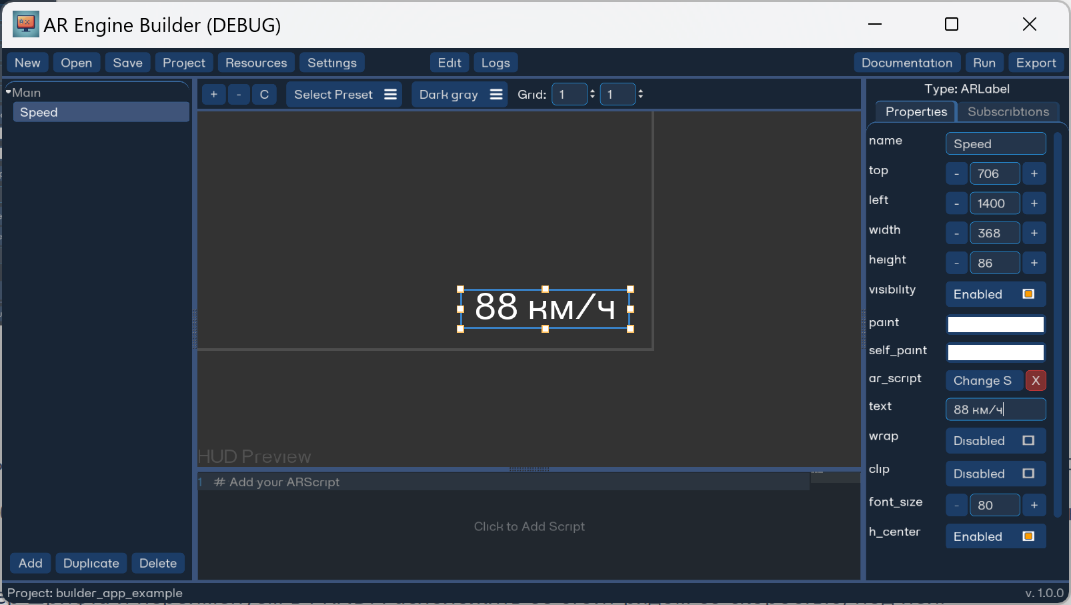 AR Engine Builder (DEBUG)
New Open Save Project Resources Settings Edit Logs Documentation Run Export
Main
Speed
+ - C Select Preset Dark gray Grid: 1 1
88 км/ч
HUD Preview
1 # Add your ARScript
Click to Add Script
Type: ARLabel
Properties Subscribtions
name Speed
top - 706 +
left - 1400 +
width - 368 +
height - 86 +
visibility Enabled
paint
self_paint
ar_script Change S X
text 88 км/ч
wrap Disabled
clip Disabled
font_size - 80 +
h_center Enabled
Add Duplicate Delete
Project: builder_app_example v. 1.0.0